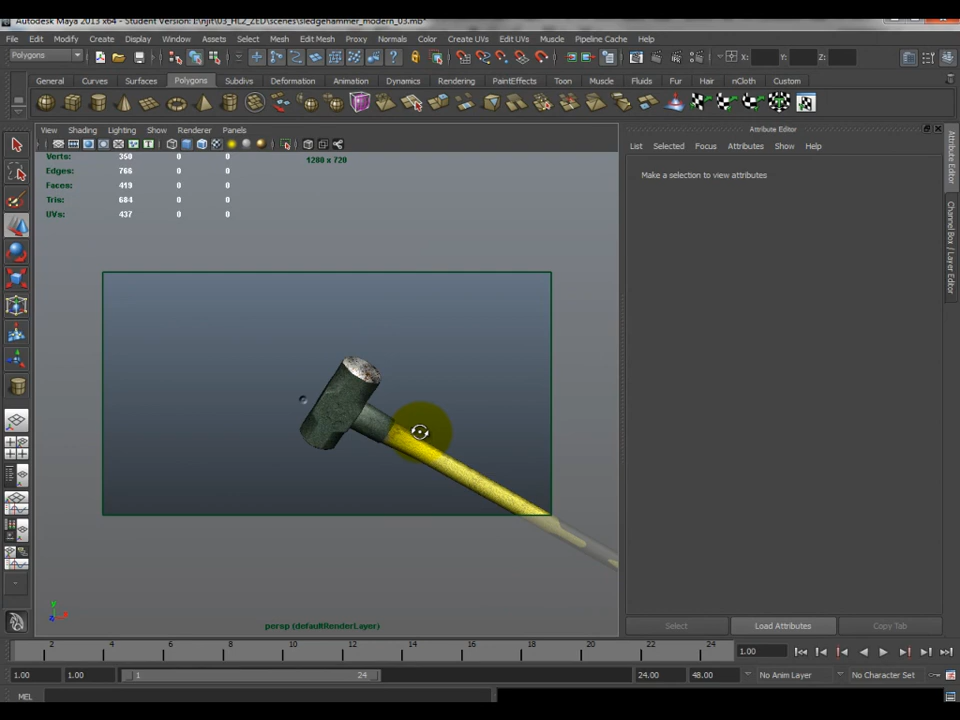 Autodesk Maya 2013 x64 - Student Version: I:\njit\03_HL2_ZED\scenes\sledgehammer_modern_03.mb*
File Edit Modify Create Display Window Assets Select Mesh Edit Mesh Proxy Normals Color Create UVs Edit UVs Muscle Pipeline Cache Help
Polygons X: Y: Z:
General Curves Surfaces Polygons Subdivs Deformation Animation Dynamics Rendering PaintEffects Toon Muscle Fluids Fur Hair nCloth Custom
View Shading Lighting Show Renderer Panels
Attribute Editor
List Selected Focus Attributes Show Help
Make a selection to view attributes
Verts: 350 0 0
Edges: 766 0 0
Faces: 419 0 0
Tris: 684 0 0
UVs: 437 0 0
1280 x 720
Attribute Editor
Channel Box / Layer Editor
persp (defaultRenderLayer)
Select Load Attributes Copy Tab
2 4 6 8 10 12 14 16 18 20 22 24 1.00
1.00 1.00 1 24 24.00 48.00 No Anim Layer No Character Set
MEL